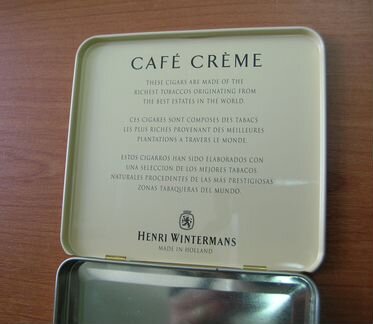 CAFÉ CRÈME
THESE CIGARS ARE MADE OF THE
RICHEST TOBACCOS ORIGINATING FROM
THE BEST ESTATES IN THE WORLD.
CES CIGARES SONT COMPOSES DES TABACS
LES PLUS RICHES PROVENANT DES MEILLEURES
PLANTATIONS A TRAVERS LE MONDE.
ESTOS CIGARROS HAN SIDO ELABORADOS CON
UNA SELECCION DE LOS MEJORES TABACOS
NATURALES PROCEDENTES DE LAS MAS PRESTIGIOSAS
ZONAS TABAQUERAS DEL MUNDO.
HENRI WINTERMANS
MADE IN HOLLAND